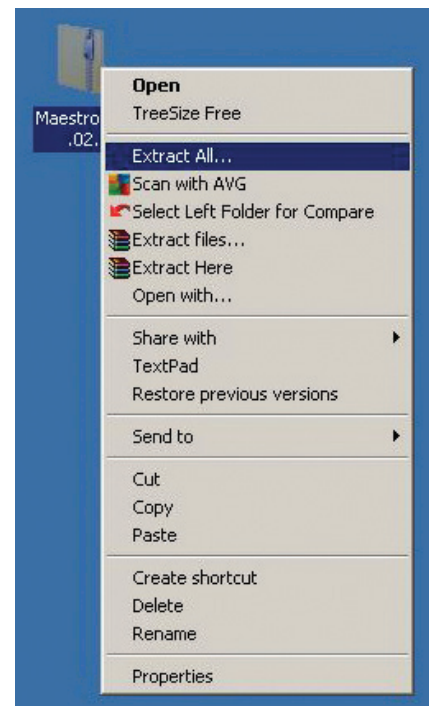 Maestro
.02.
Open
TreeSize Free
Extract All...
Scan with AVG
Select Left Folder for Compare
Extract files...
Extract Here
Open with...
Share with
TextPad
Restore previous versions
Send to
Cut
Copy
Paste
Create shortcut
Delete
Rename
Properties